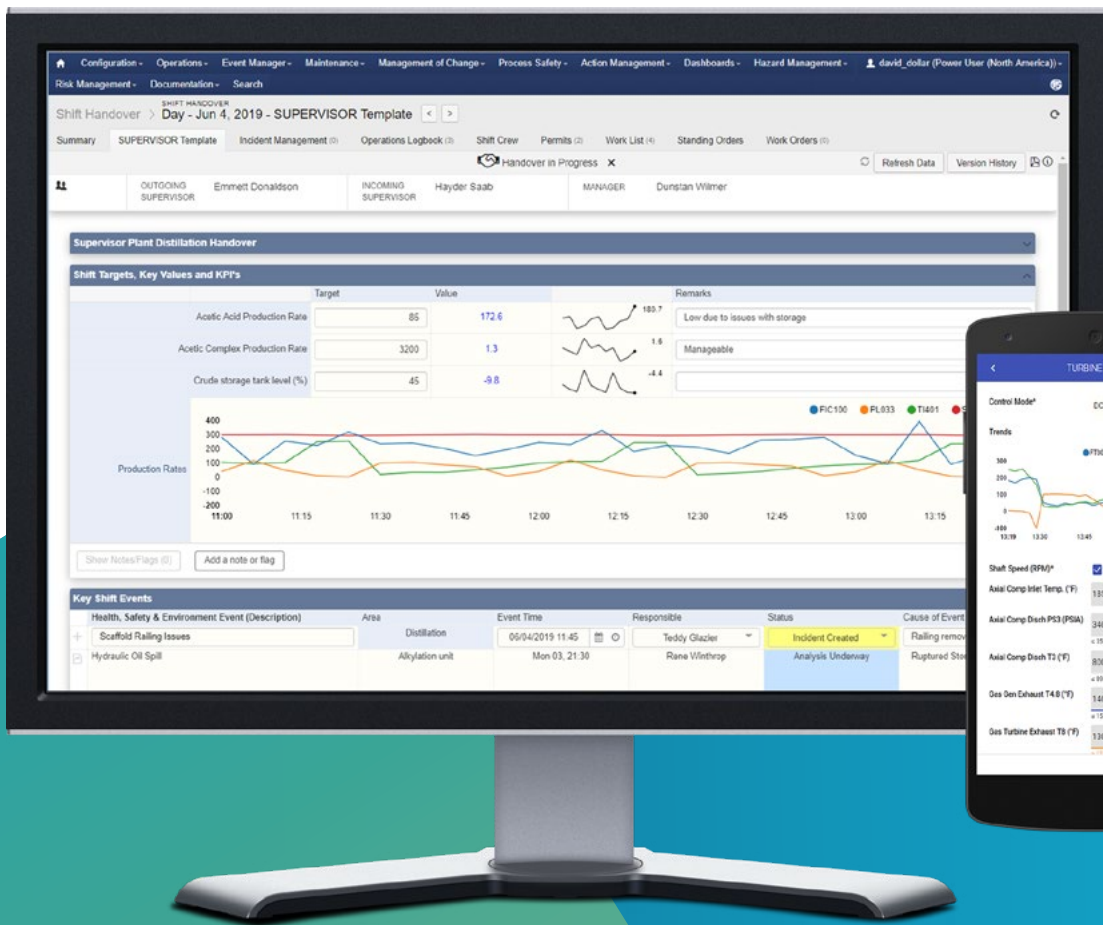 Configuration Operations Event Manager Maintenance Management of Change Process Safety Action Management Dashboards Hazard Management david_dollar (Power User (North America))
Risk Management Documentation Search
SHIFT HANDOVER
Shift Handover > Day - Jun 4, 2019 - SUPERVISOR Template < >
Summary SUPERVISOR Template Incident Management (0) Operations Logbook (3) Shift Crew Permits (2) Work List (4) Standing Orders Work Orders (0)
Handover in Progress X
Refresh Data Version History
OUTGOING SUPERVISOR Emmett Donaldson INCOMING SUPERVISOR Hayder Saab MANAGER Dunstan Wilmer
Supervisor Plant Distillation Handover
Shift Targets, Key Values and KPI's
Target Value Remarks
Acetic Acid Production Rate 85 172.6 180.7 Low due to issues with storage
Acetic Complex Production Rate 3200 1.3 1.6 Manageable
Crude storage tank level (%) 45 -9.8 -4.4
FIC100 PL033 TI401 S
400
300
200
Production Rates 100
0
-100
-200
11:00 11:15 11:30 11:45 12:00 12:15 12:30 12:45 13:00 13:15
Show Notes/Flags (0) Add a note or flag
Key Shift Events
Health, Safety & Environment Event (Description) Area Event Time Responsible Status Cause of Event
Scaffold Railing Issues Distillation 06/04/2019 11:45 Teddy Glazier Incident Created Railing remov
Hydraulic Oil Spill Alkylation unit Mon 03, 21:30 Rene Winthrop Analysis Underway Ruptured Sto
TURBINE
Control Mode*
Trends
300
200
100
0
-100
13:19 13:30 13:45
Shaft Speed (RPM)*
Axial Comp Inlet Temp. (°F)
Axial Comp Disch PS3 (PSIA)
Axial Comp Disch T3 (°F)
Gas Gen Exhaust T4.8 (°F)
Gas Turbine Exhaust T8 (°F)